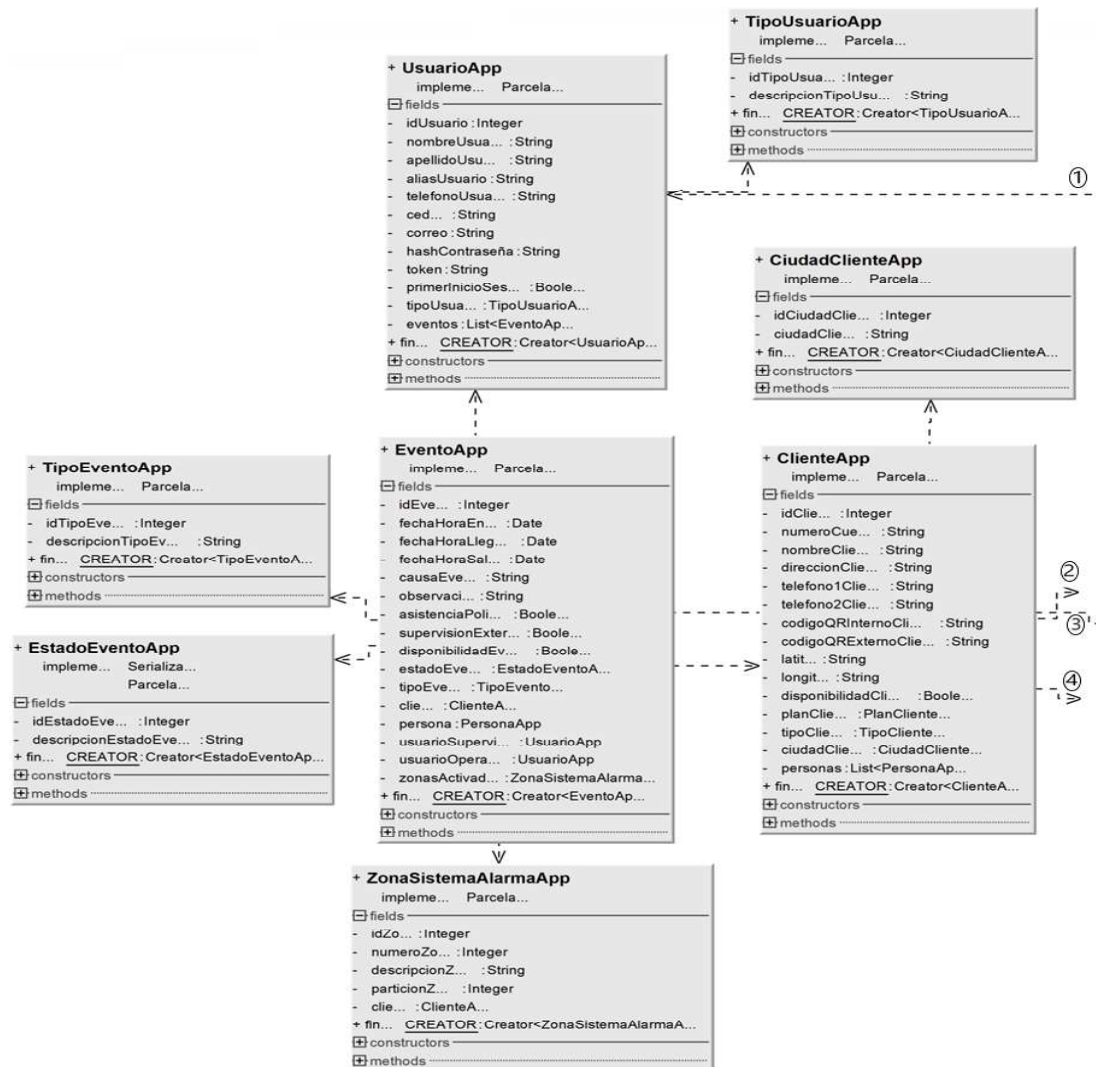 + TipoUsuarioApp
impleme... Parcela...
fields
- idTipoUsua... :Integer
- descripcionTipoUsu... :String
+ fin... CREATOR:Creator<TipoUsuarioA...
constructors
methods
+ UsuarioApp
impleme... Parcela...
fields
- idUsuario:Integer
- nombreUsua... :String
- apellidoUsu... :String
- aliasUsuario:String
- telefonoUsua... :String
- ced... :String
- correo:String
- hashContraseña:String
- token:String
- primerInicioSes... :Boole...
- tipoUsua... :TipoUsuarioA...
- eventos:List<EventoAp...
+ fin... CREATOR:Creator<UsuarioAp...
constructors
methods
①
+ CiudadClienteApp
impleme... Parcela...
fields
- idCiudadClie... :Integer
- ciudadClie... :String
+ fin... CREATOR:Creator<CiudadClienteA...
constructors
methods
+ TipoEventoApp
impleme... Parcela...
fields
- idTipoEve... :Integer
- descripcionTipoEv... :String
+ fin... CREATOR:Creator<TipoEventoA...
constructors
methods
+ EstadoEventoApp
impleme... Serializa...
Parcela...
fields
- idEstadoEve... :Integer
- descripcionEstadoEve... :String
+ fin... CREATOR:Creator<EstadoEventoAp...
constructors
methods
+ EventoApp
impleme... Parcela...
fields
- idEve... :Integer
- fechaHoraEn... :Date
- fechaHoraLleg... :Date
- fechaHoraSal... :Date
- causaEve... :String
- observaci... :String
- asistenciaPoli... :Boole...
- supervisionExter... :Boole...
- disponibilidadEv... :Boole...
- estadoEve... :EstadoEventoA...
- tipoEve... :TipoEvento...
- clie... :ClienteA...
- persona:PersonaApp
- usuarioSupervi... :UsuarioApp
- usuarioOpera... :UsuarioApp
- zonasActivad... :ZonaSistemaAlarma...
+ fin... CREATOR:Creator<EventoAp...
constructors
methods
+ ClienteApp
impleme... Parcela...
fields
- idClie... :Integer
- numeroCue... :String
- nombreClie... :String
- direccionClie... :String
- telefono1Clie... :String
- telefono2Clie... :String
- codigoQRInternoCli... :String
- codigoQRExternoClie... :String
- latit... :String
- longit... :String
- disponibilidadCli... :Boole...
- planClie... :PlanCliente...
- tipoClie... :TipoCliente...
- ciudadClie... :CiudadCliente...
- personas:List<PersonaAp...
+ fin... CREATOR:Creator<ClienteA...
constructors
methods
②
③
④
+ ZonaSistemaAlarmaApp
impleme... Parcela...
fields
- idZo... :Integer
- numeroZo... :Integer
- descripcionZ... :String
- particionZ... :Integer
- clie... :ClienteA...
+ fin... CREATOR:Creator<ZonaSistemaAlarmaA...
constructors
methods